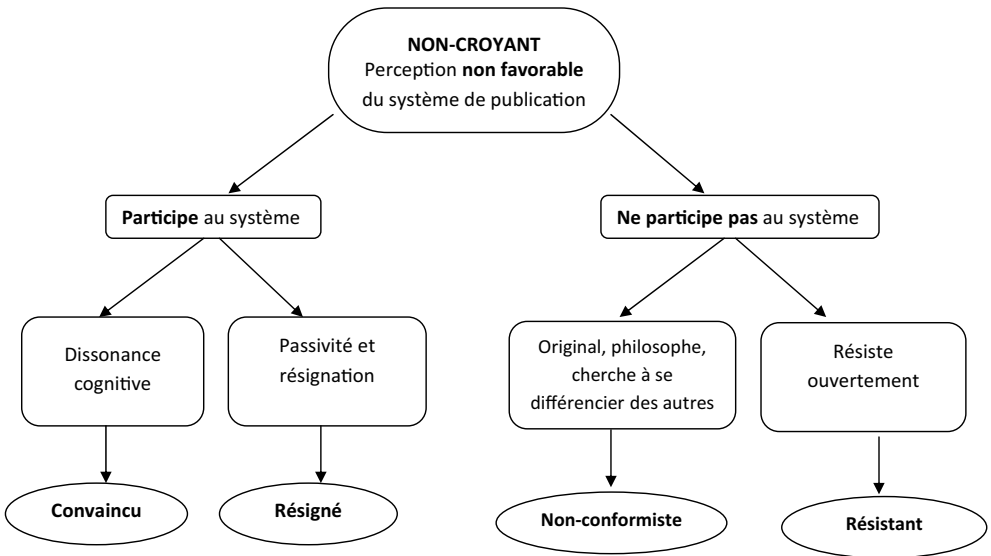 NON-CROYANT
Perception non favorable
du système de publication
Participe au système
Ne participe pas au système
Dissonance
cognitive
Passivité et
résignation
Original, philosophe,
cherche à se
différencier des autres
Résiste
ouvertement
Convaincu
Résigné
Non-conformiste
Résistant